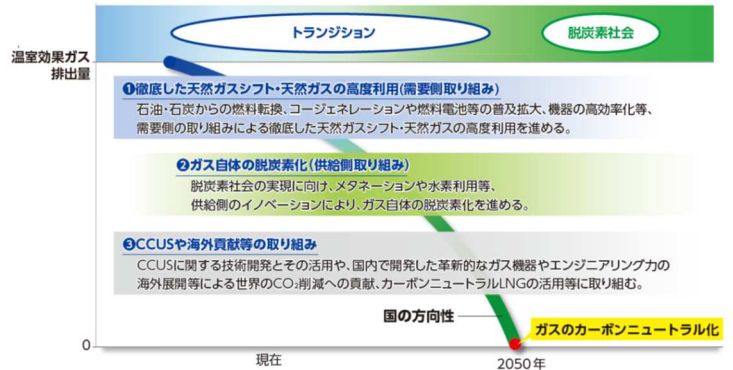 トランジション
脱炭素社会
温室効果ガス
排出量
❶徹底した天然ガスシフト・天然ガスの高度利用(需要側取り組み)
石油・石炭からの燃料転換、コージェネレーションや燃料電池等の普及拡大、機器の高効率化等、
需要側の取り組みによる徹底した天然ガスシフト・天然ガスの高度利用を進める。
❷ガス自体の脱炭素化(供給側取り組み)
脱炭素社会の実現に向け、メタネーションや水素利用等、
供給側のイノベーションにより、ガス自体の脱炭素化を進める。
❸CCUSや海外貢献等の取り組み
CCUSに関する技術開発とその活用や、国内で開発した革新的なガス機器やエンジニアリング力の
海外展開等による世界のCO₂削減への貢献、カーボンニュートラルLNGの活用等に取り組む。
国の方向性
ガスのカーボンニュートラル化
0
現在
2050年